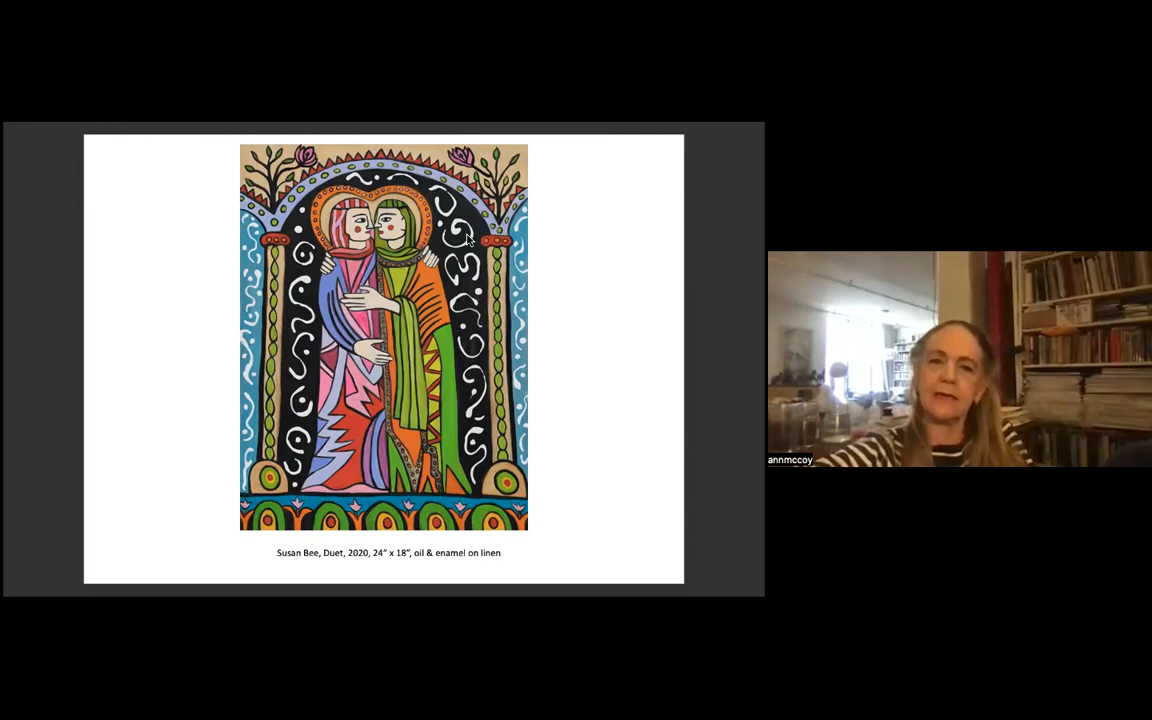 Susan Bee, Duet, 2020, 24” x 18”, oil & enamel on linen
annmccoy